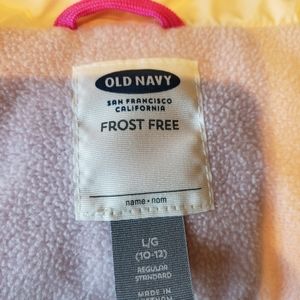 OLD NAVY
SAN FRANCISCO
CALIFORNIA
FROST FREE
name • nom
L/G
(10-12)
REGULAR
STANDARD
MADE IN